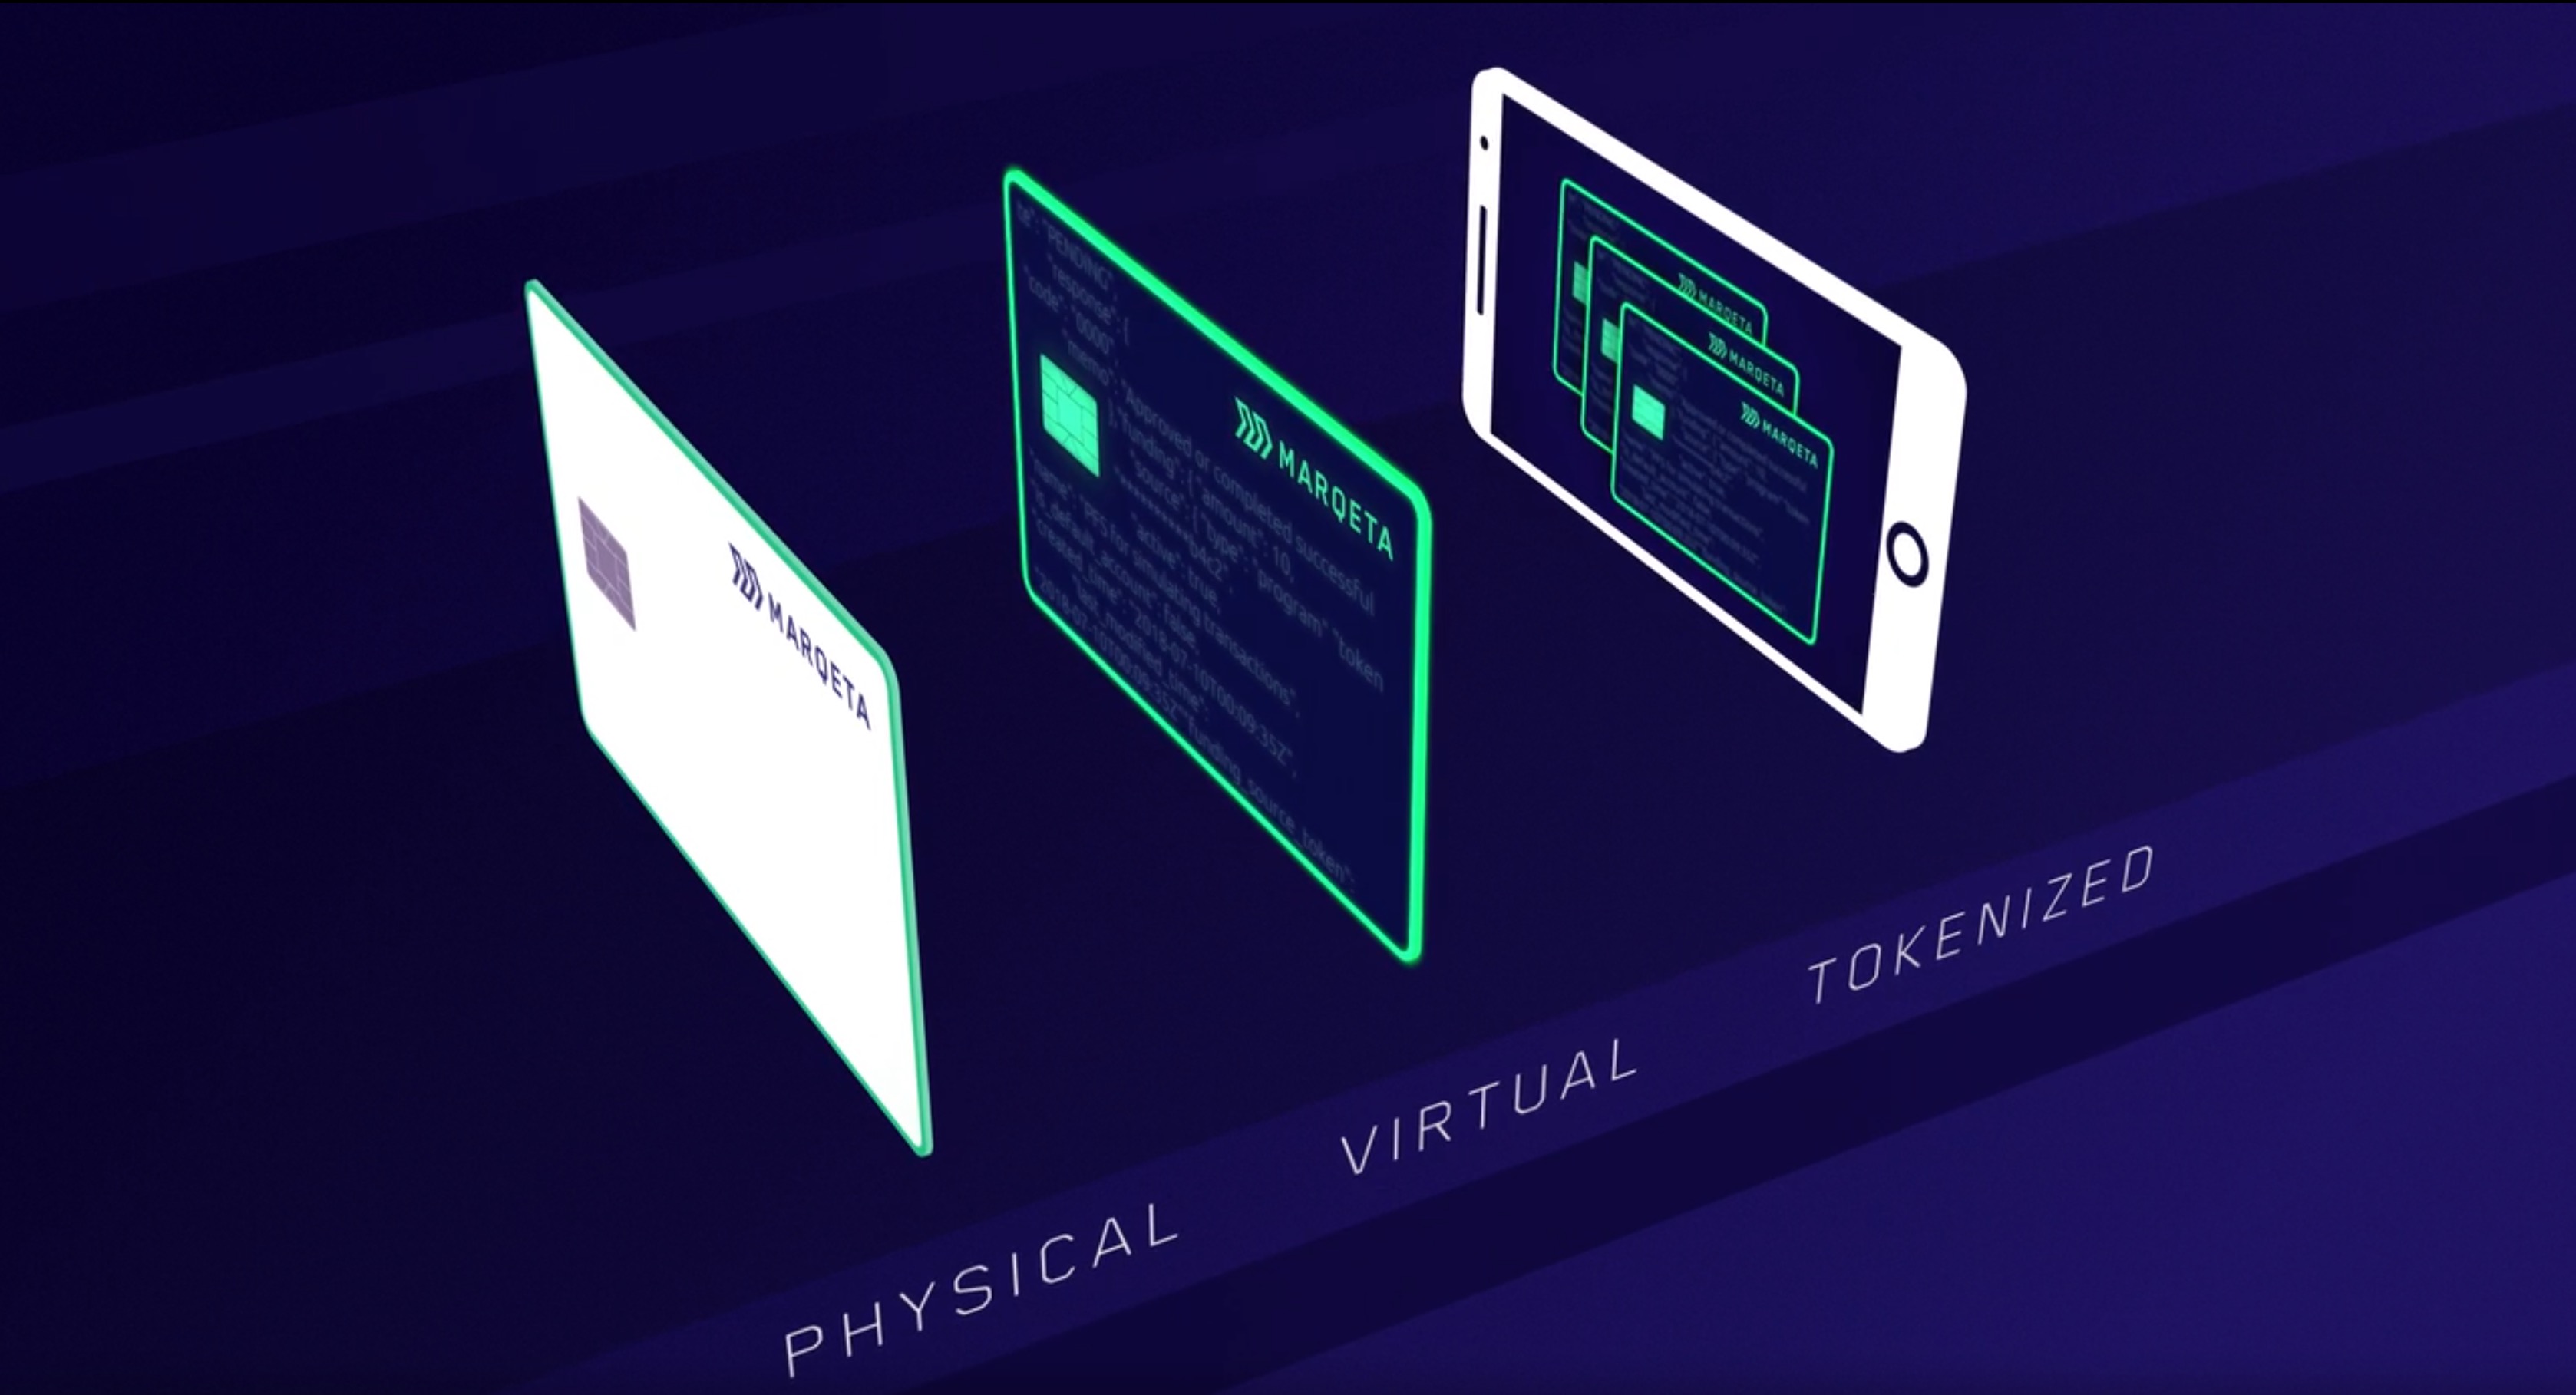 MARQETA
PHYSICAL
te": "PENDING",
"response": {
"code": "0000",
"memo": "Approved or completed successful
}, "funding": { "amount": 10,
"source": { "type": "program" "token
"**********b4c2",
"active": true,
"name": "PFS for simulating transactions",
"is_default_account": false,
"created_time": "2018-07-10T00:09:35Z",
"last_modified_time":
"2018-07-10T00:09:35Z" "funding_source_token":
MARQETA
VIRTUAL
MARQETA
MARQETA
MARQETA
TOKENIZED